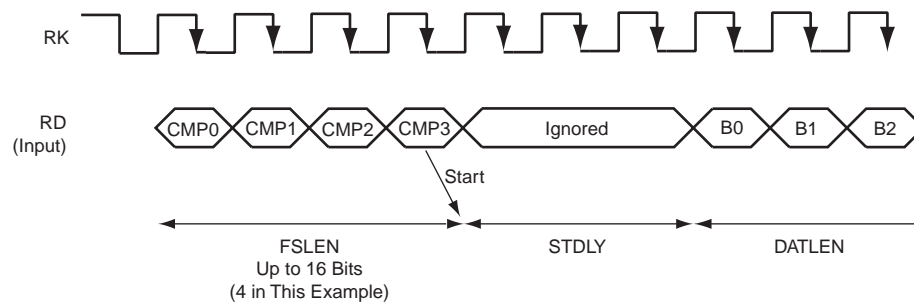 RK
RD
(Input)
CMP0
CMP1
CMP2
CMP3
Ignored
B0
B1
B2
Start
FSLEN
Up to 16 Bits
(4 in This Example)
STDLY
DATLEN